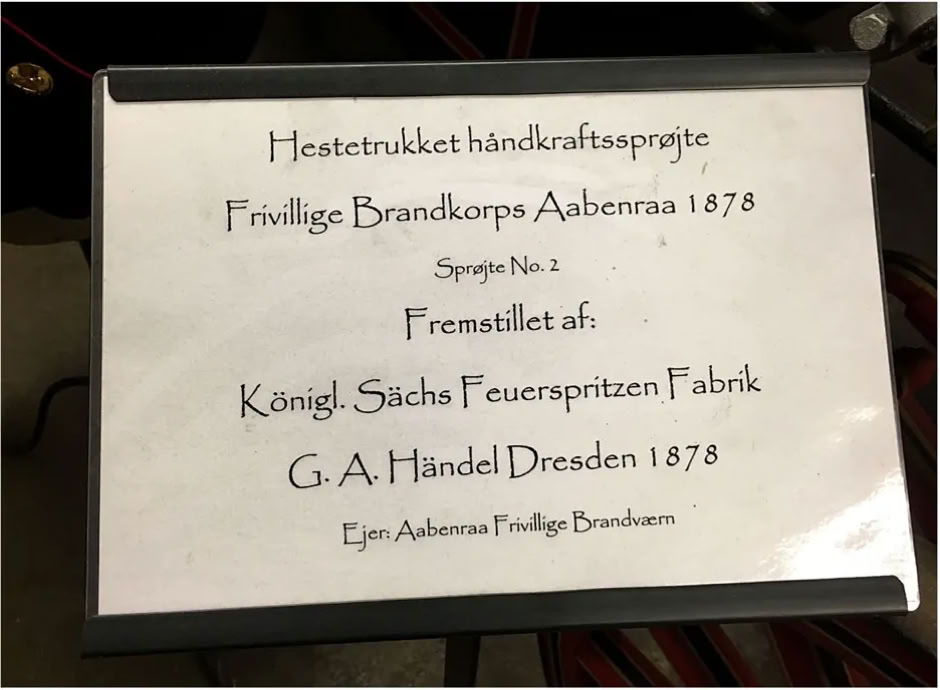 Hestetrukket håndkraftssprøjte
Frivillige Brandkorps Aabenraa 1878
Sprøjte No. 2
Fremstillet af:
Königl. Sächs Feuerspritzen Fabrik
G. A. Händel Dresden 1878
Ejer: Aabenraa Frivillige Brandværn